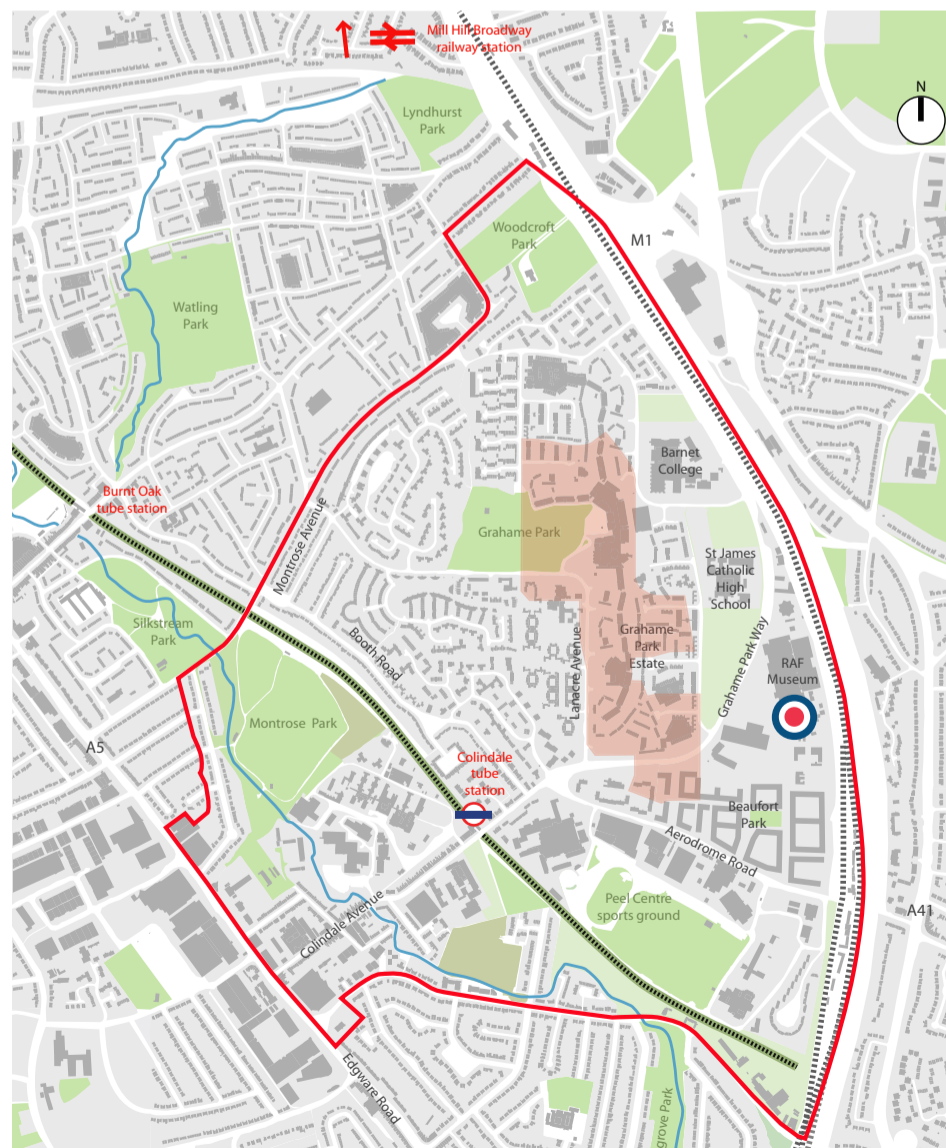 Mill Hill Broadway
railway station
N
Lyndhurst
Park
Woodcroft
Park
M1
Watling
Park
Barnet
College
Burnt Oak
tube station
Grahame Park
Montrose Avenue
St James
Catholic
High
School
Silkstream
Park
Booth Road
Lanacre Avenue
Grahame
Park
Estate
Grahame Park Way
RAF
Museum
Montrose Park
A5
Colindale
tube
station
Beaufort
Park
Aerodrome Road
Peel Centre
sports ground
Colindale Avenue
A41
Edgware Road
grove Park